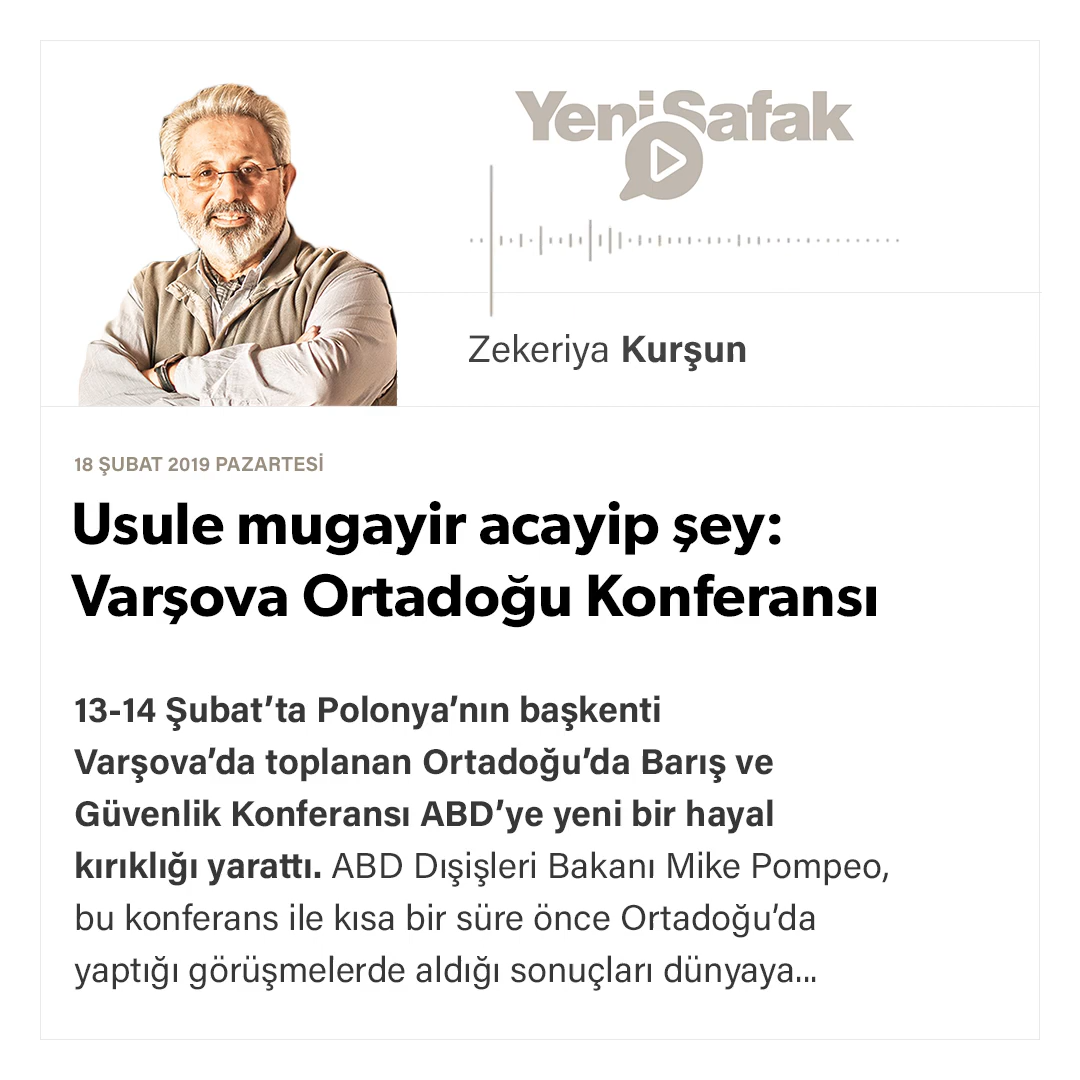 Yeni Şafak
Zekeriya Kurşun
18 ŞUBAT 2019 PAZARTESİ
Usule mugayir acayip şey:
Varşova Ortadoğu Konferansı
13-14 Şubat’ta Polonya’nın başkenti
Varşova’da toplanan Ortadoğu’da Barış ve
Güvenlik Konferansı ABD’ye yeni bir hayal
kırıklığı yarattı. ABD Dışişleri Bakanı Mike Pompeo,
bu konferans ile kısa bir süre önce Ortadoğu’da
yaptığı görüşmelerde aldığı sonuçları dünyaya...